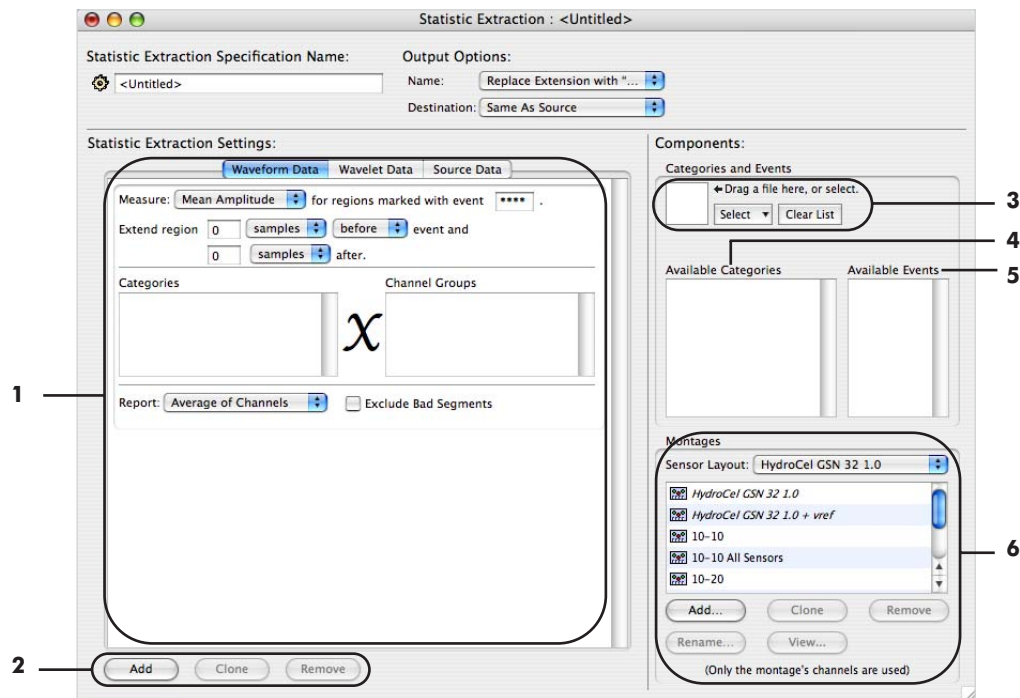 Statistic Extraction : <Untitled>
Statistic Extraction Specification Name:
<Untitled>
Output Options:
Name: Replace Extension with "...
Destination: Same As Source
Statistic Extraction Settings:
Waveform Data Wavelet Data Source Data
Measure: Mean Amplitude for regions marked with event **** .
Extend region 0 samples before event and
0 samples after.
Categories Channel Groups
X
Report: Average of Channels Exclude Bad Segments
Add Clone Remove
Components:
Categories and Events
Drag a file here, or select.
Select Clear List
Available Categories Available Events
Montages
Sensor Layout: HydroCel GSN 32 1.0
HydroCel GSN 32 1.0
HydroCel GSN 32 1.0 + vref
10-10
10-10 All Sensors
10-20
Add... Clone Remove
Rename... View...
(Only the montage's channels are used)
1
2
3
4
5
6